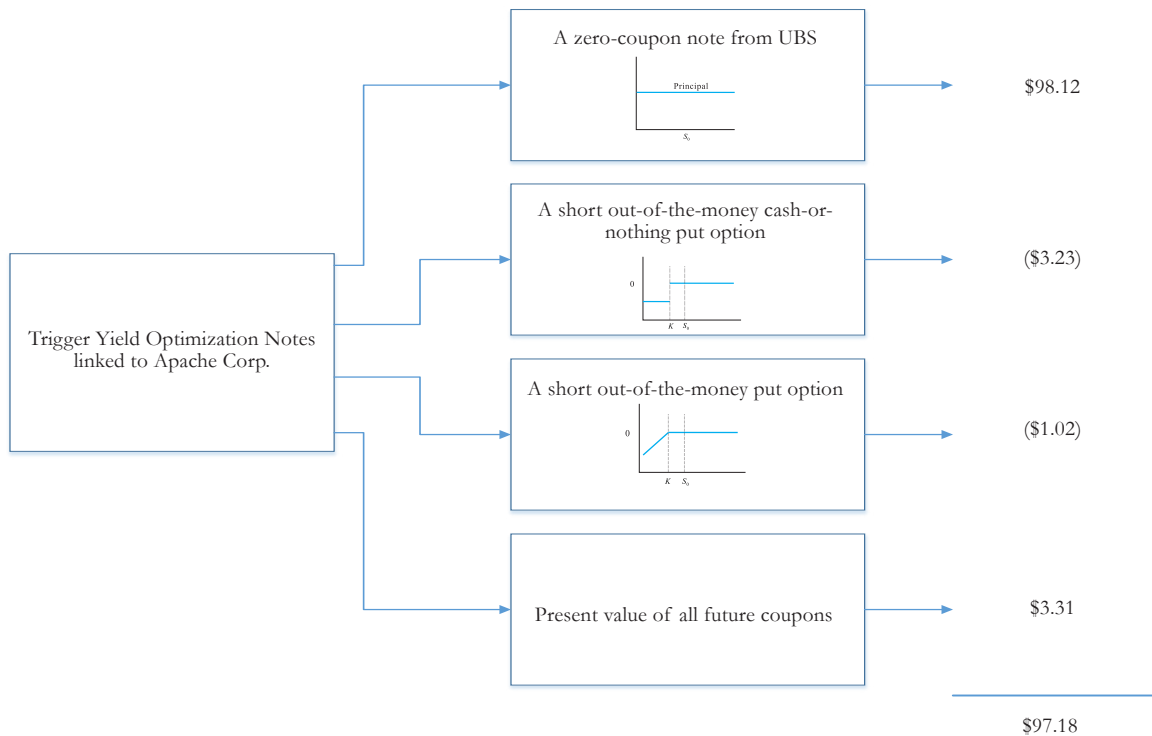 A zero-coupon note from UBS
Principal
S₀
$98.12
A short out-of-the-money cash-or-
nothing put option
0
K S₀
($3.23)
Trigger Yield Optimization Notes
linked to Apache Corp.
A short out-of-the-money put option
0
K S₀
($1.02)
Present value of all future coupons
$3.31
$97.18